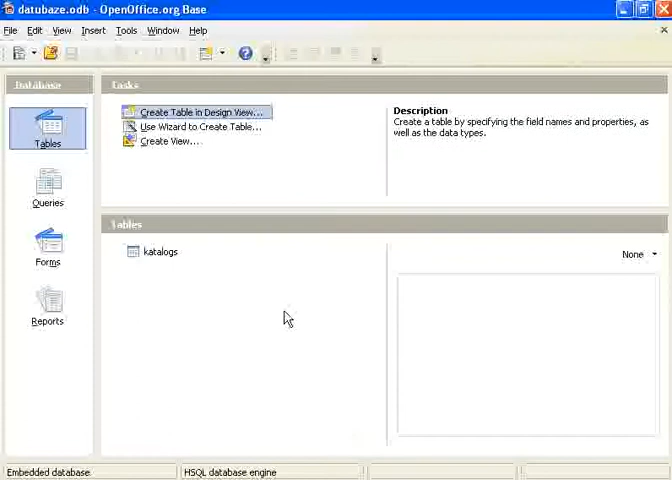 datubaze.odb - OpenOffice.org Base
File Edit View Insert Tools Window Help
Database
Tasks
Tables
Queries
Forms
Reports
Create Table in Design View...
Use Wizard to Create Table...
Create View...
Description
Create a table by specifying the field names and properties, as
well as the data types.
Tables
katalogs
None
Embedded database
HSQL database engine